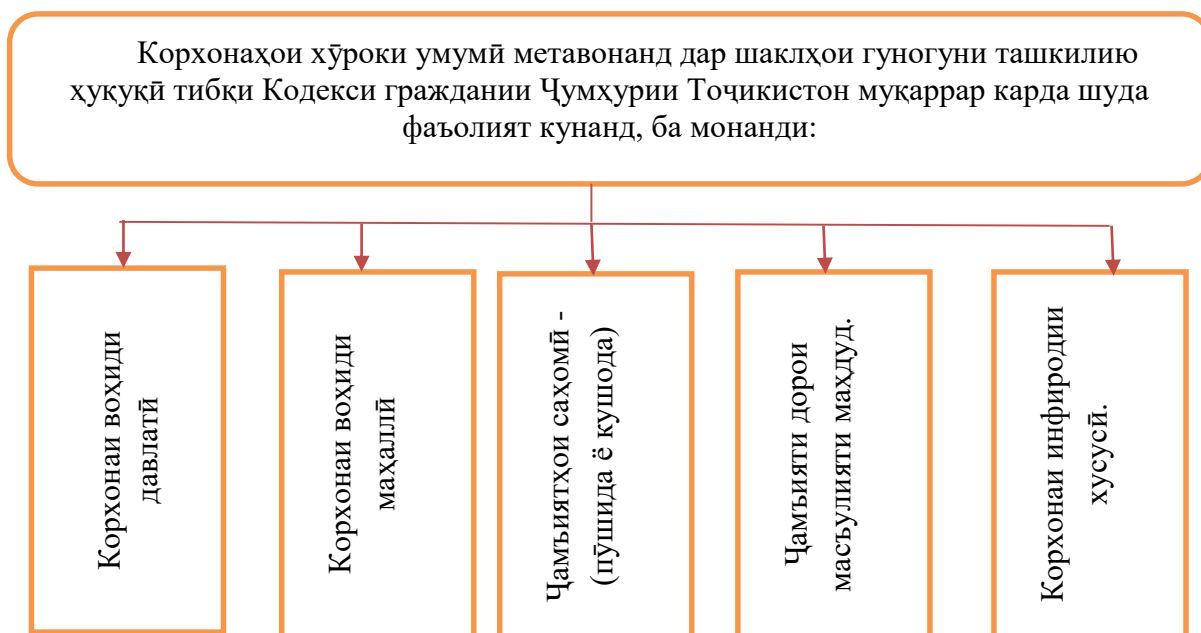 Корхонаҳои хӯроки умумӣ метавонанд дар шаклҳои гуногуни ташкилию
ҳуқуқӣ тибқи Кодекси граждании Ҷумҳурии Тоҷикистон муқаррар карда шуда
фаъолият кунанд, ба монанди:
Корхонаи воҳиди
давлатӣ
Корхонаи воҳиди
маҳаллӣ
Ҷамъиятҳои саҳомӣ -
(пӯшида ё кушода)
Ҷамъияти дорои
масъулияти маҳдуд.
Корхонаи инфиродии
хусусӣ.